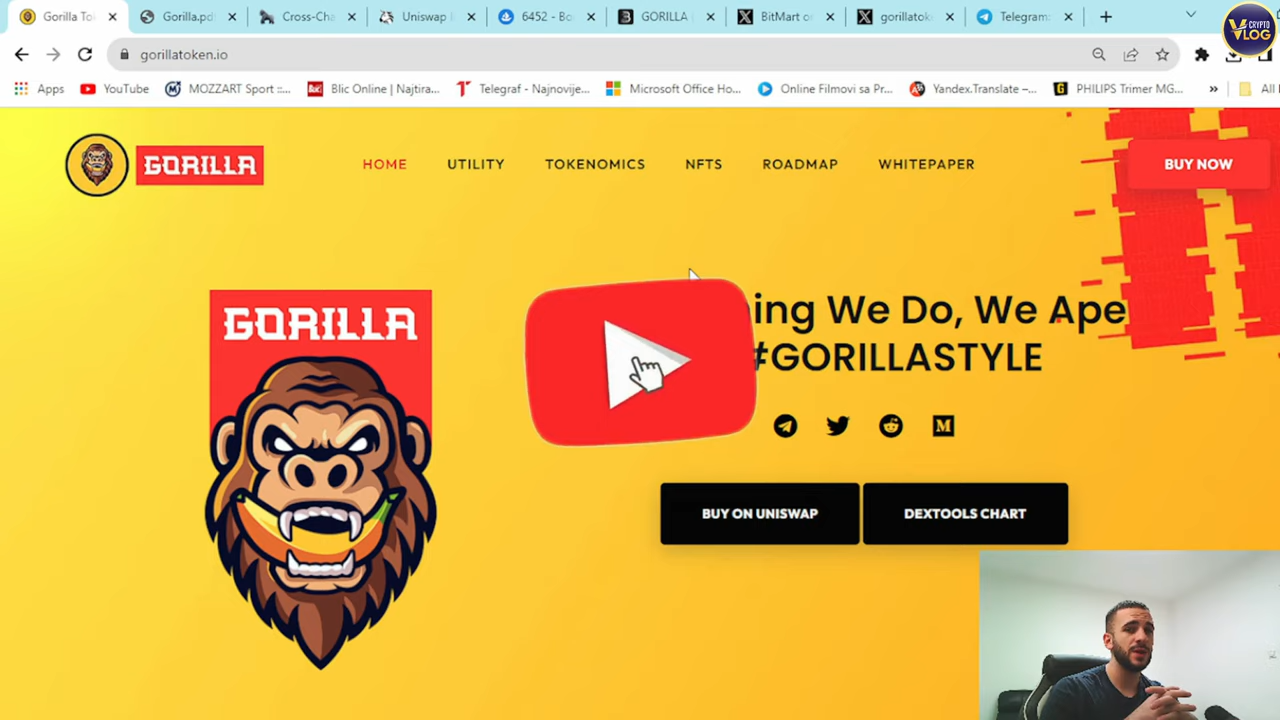 Gorilla To
Gorilla.pd
Cross-Cha
Uniswap
6452 - Bo
GORILLA
BitMart o
gorillatok
Telegram:
CRYPTO
VLOG
gorillatoken.io
Apps
YouTube
MOZZART Sport ::...
Blic Online | Najtira...
Telegraf - Najnovije...
Microsoft Office Ho...
Online Filmovi sa Pr...
Yandex.Translate –...
PHILIPS Trimer MG...
»
All
GORILLA
HOME
UTILITY
TOKENOMICS
NFTS
ROADMAP
WHITEPAPER
BUY NOW
GORILLA
ing We Do, We Ape
#GORILLASTYLE
BUY ON UNISWAP
DEXTOOLS CHART